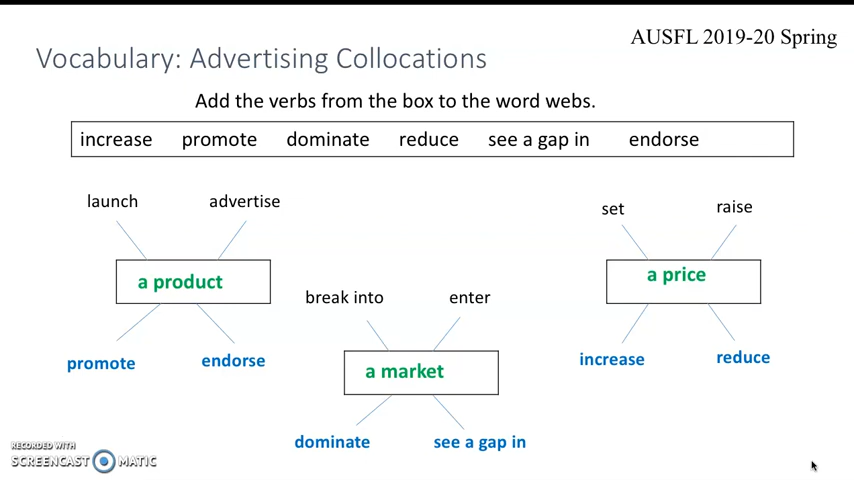 AUSFL 2019-20 Spring
Vocabulary: Advertising Collocations
Add the verbs from the box to the word webs.
increase promote dominate reduce see a gap in endorse
launch advertise
set raise
a product
a price
break into enter
promote endorse
increase reduce
a market
dominate see a gap in
RECORDED WITH
SCREENCAST MATIC